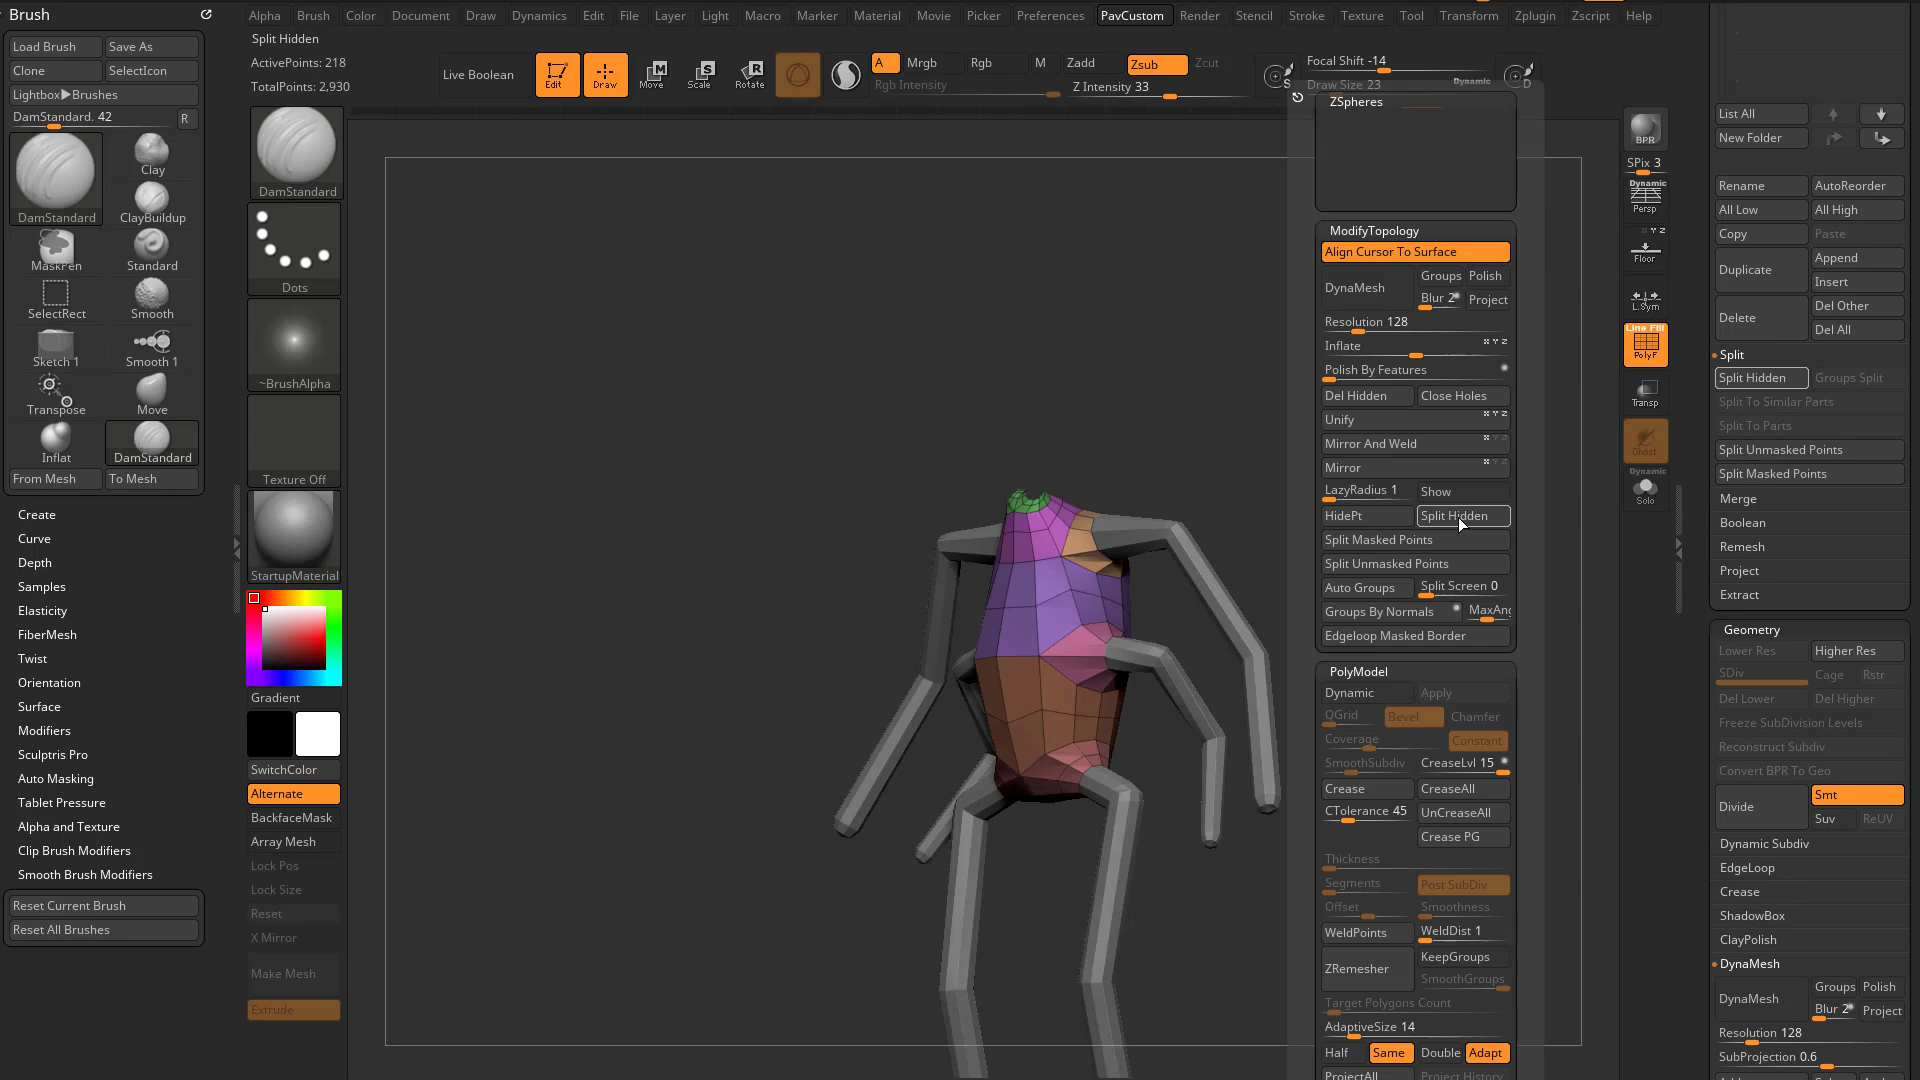 Brush
Alpha Brush Color Document Draw Dynamics Edit File Layer Light Macro Marker Material Movie Picker Preferences PavCustom Render Stencil Stroke Texture Tool Transform Zplugin Zscript Help
Split Hidden
ActivePoints: 218
TotalPoints: 2,930
Live Boolean
Edit
Draw
Move
Scale
Rotate
A
Mrgb
Rgb
M
Zadd
Zsub
Zcut
Rgb Intensity
Z Intensity 33
S
Focal Shift -14
Draw Size 23
Dynamic
D
Load Brush
Save As
Clone
SelectIcon
Lightbox▶Brushes
DamStandard. 42
R
DamStandard
Clay
ClayBuildup
MaskPen
Standard
SelectRect
Smooth
Sketch 1
Smooth 1
Transpose
Move
Inflat
DamStandard
From Mesh
To Mesh
Create
Curve
Depth
Samples
Elasticity
FiberMesh
Twist
Orientation
Surface
Modifiers
Sculptris Pro
Auto Masking
Tablet Pressure
Alpha and Texture
Clip Brush Modifiers
Smooth Brush Modifiers
Reset Current Brush
Reset All Brushes
DamStandard
Dots
~BrushAlpha
Texture Off
StartupMaterial
Gradient
SwitchColor
Alternate
BackfaceMask
Array Mesh
Lock Pos
Lock Size
Reset
X Mirror
Make Mesh
Extrude
ZSpheres
ModifyTopology
Align Cursor To Surface
DynaMesh
Groups
Polish
Blur 2
Project
Resolution 128
Inflate
X Y Z
Polish By Features
Del Hidden
Close Holes
Unify
X Y Z
Mirror And Weld
X Y Z
Mirror
X Y Z
LazyRadius 1
Show
HidePt
Split Hidden
Split Masked Points
Split Unmasked Points
Auto Groups
Split Screen 0
Groups By Normals
MaxAng
Edgeloop Masked Border
PolyModel
Dynamic
Apply
QGrid
Bevel
Chamfer
Coverage
Constant
SmoothSubdiv
CreaseLvl 15
Crease
CreaseAll
CTolerance 45
UnCreaseAll
Crease PG
Thickness
Segments
Post SubDiv
Offset
Smoothness
WeldPoints
WeldDist 1
ZRemesher
KeepGroups
SmoothGroups
Target Polygons Count
AdaptiveSize 14
Half
Same
Double
Adapt
ProjectAll
Project History
BPR
SPix 3
Dynamic
Persp
X Y Z
Floor
L.Sym
Line Fill
PolyF
Transp
Ghost
Dynamic
Solo
List All
New Folder
Rename
AutoReorder
All Low
All High
Copy
Paste
Duplicate
Append
Insert
Delete
Del Other
Del All
Split
Split Hidden
Groups Split
Split To Similar Parts
Split To Parts
Split Unmasked Points
Split Masked Points
Merge
Boolean
Remesh
Project
Extract
Geometry
Lower Res
Higher Res
SDiv
Cage
Rstr
Del Lower
Del Higher
Freeze SubDivision Levels
Reconstruct Subdiv
Convert BPR To Geo
Divide
Smt
Suv
ReUV
Dynamic Subdiv
EdgeLoop
Crease
ShadowBox
ClayPolish
DynaMesh
DynaMesh
Groups
Polish
Blur 2
Project
Resolution 128
SubProjection 0.6